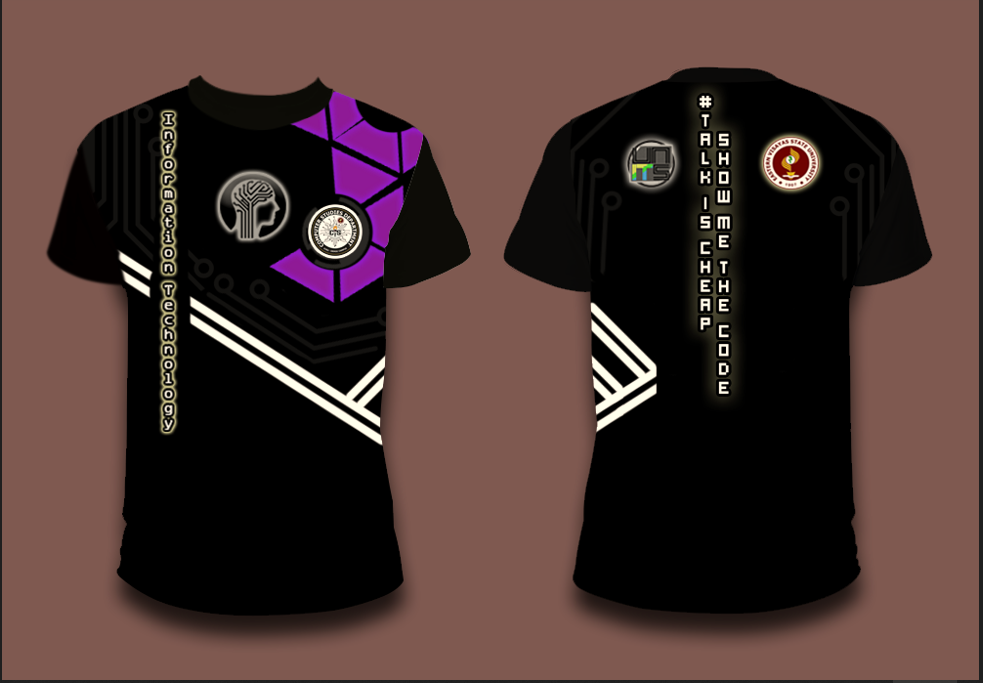 Information Technology
COMPUTER STUDIES DEPARTMENT
#TALK IS CHEAP
SHOW ME THE CODE
EASTERN VISAYAS STATE UNIVERSITY
1907